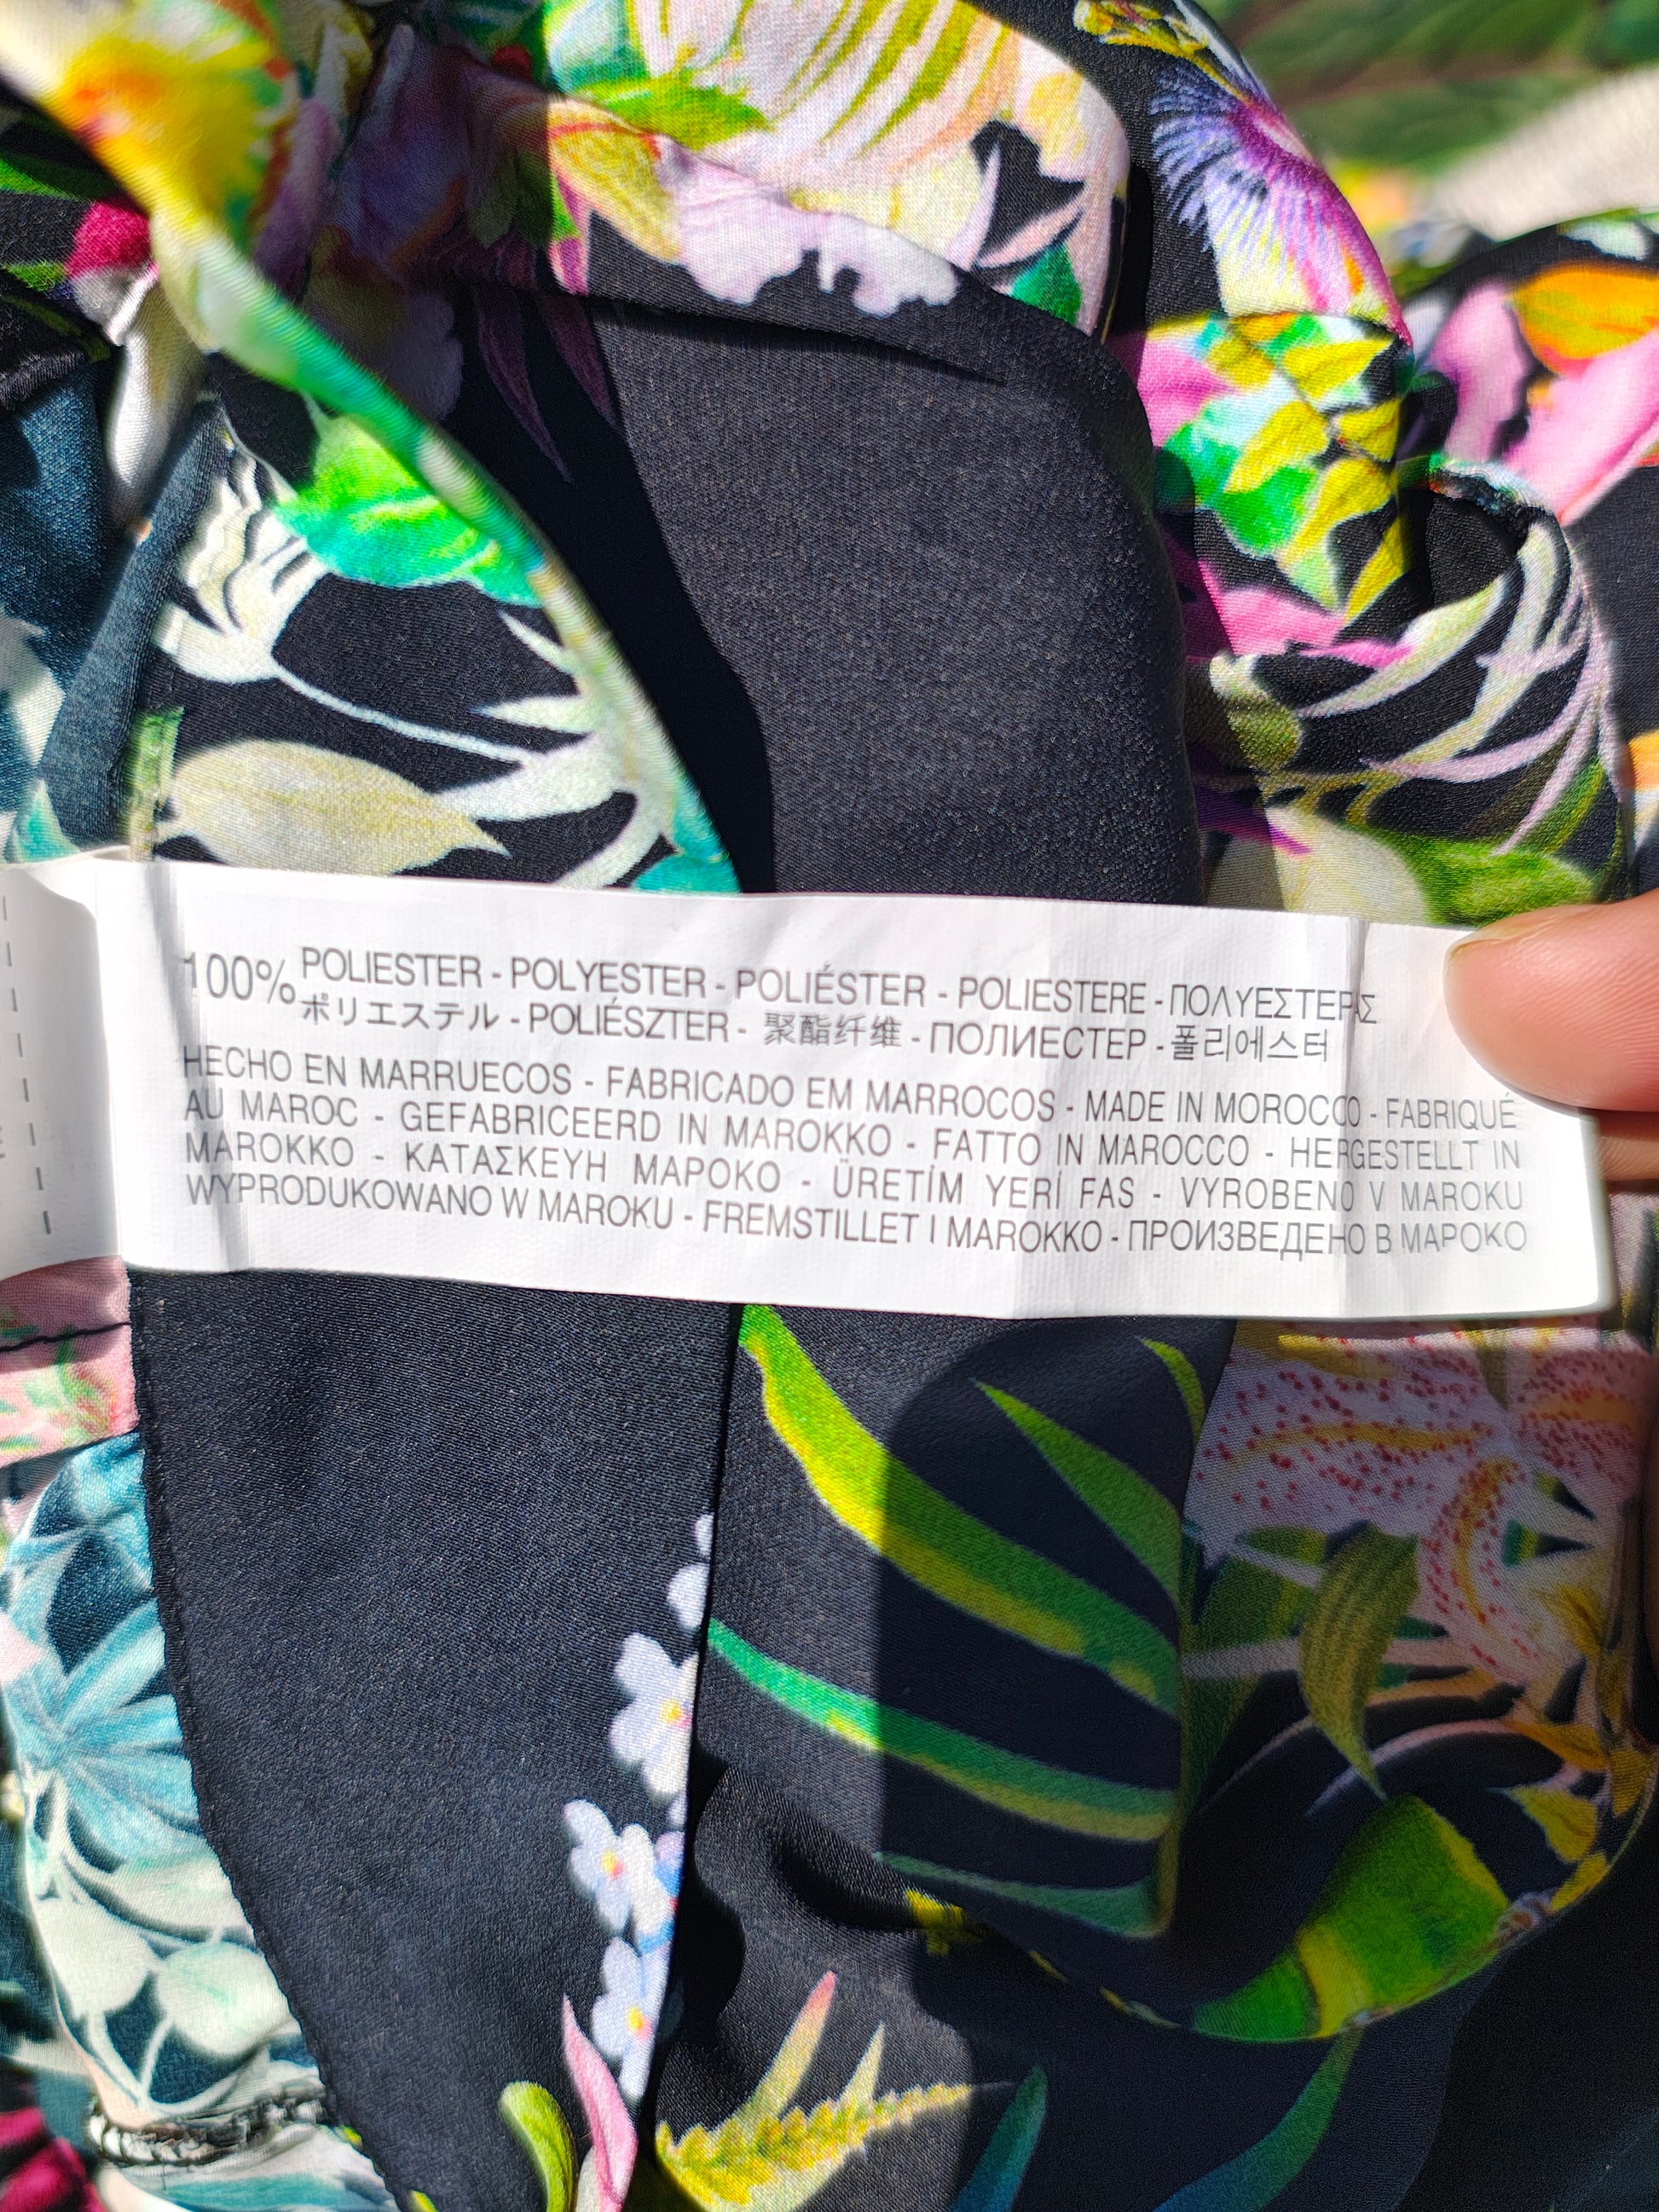 100% POLIESTER - POLYESTER - POLIÉSTER - POLIESTERE - ΠΟΛΥΕΣΤΕΡΙΣ
ポリエステル - POLIÉSZTER - 聚酯纤维 - ПОЛИЕСТЕР - 폴리에스터
HECHO EN MARRUECOS - FABRICADO EM MARROCOS - MADE IN MOROCCO - FABRIQUÉ
AU MAROC - GEFABRICEERD IN MAROKKO - FATTO IN MAROCCO - HERGESTELLT IN
MAROKKO - ΚΑΤΑΣΚΕΥΗ ΜΑΡΟΚΟ - ÜRETİM YERİ FAS - VYROBENO V MAROKU
WYPRODUKOWANO W MAROKU - FREMSTILLET I MAROKKO - ПРОИЗВЕДЕНО В МАРОКО